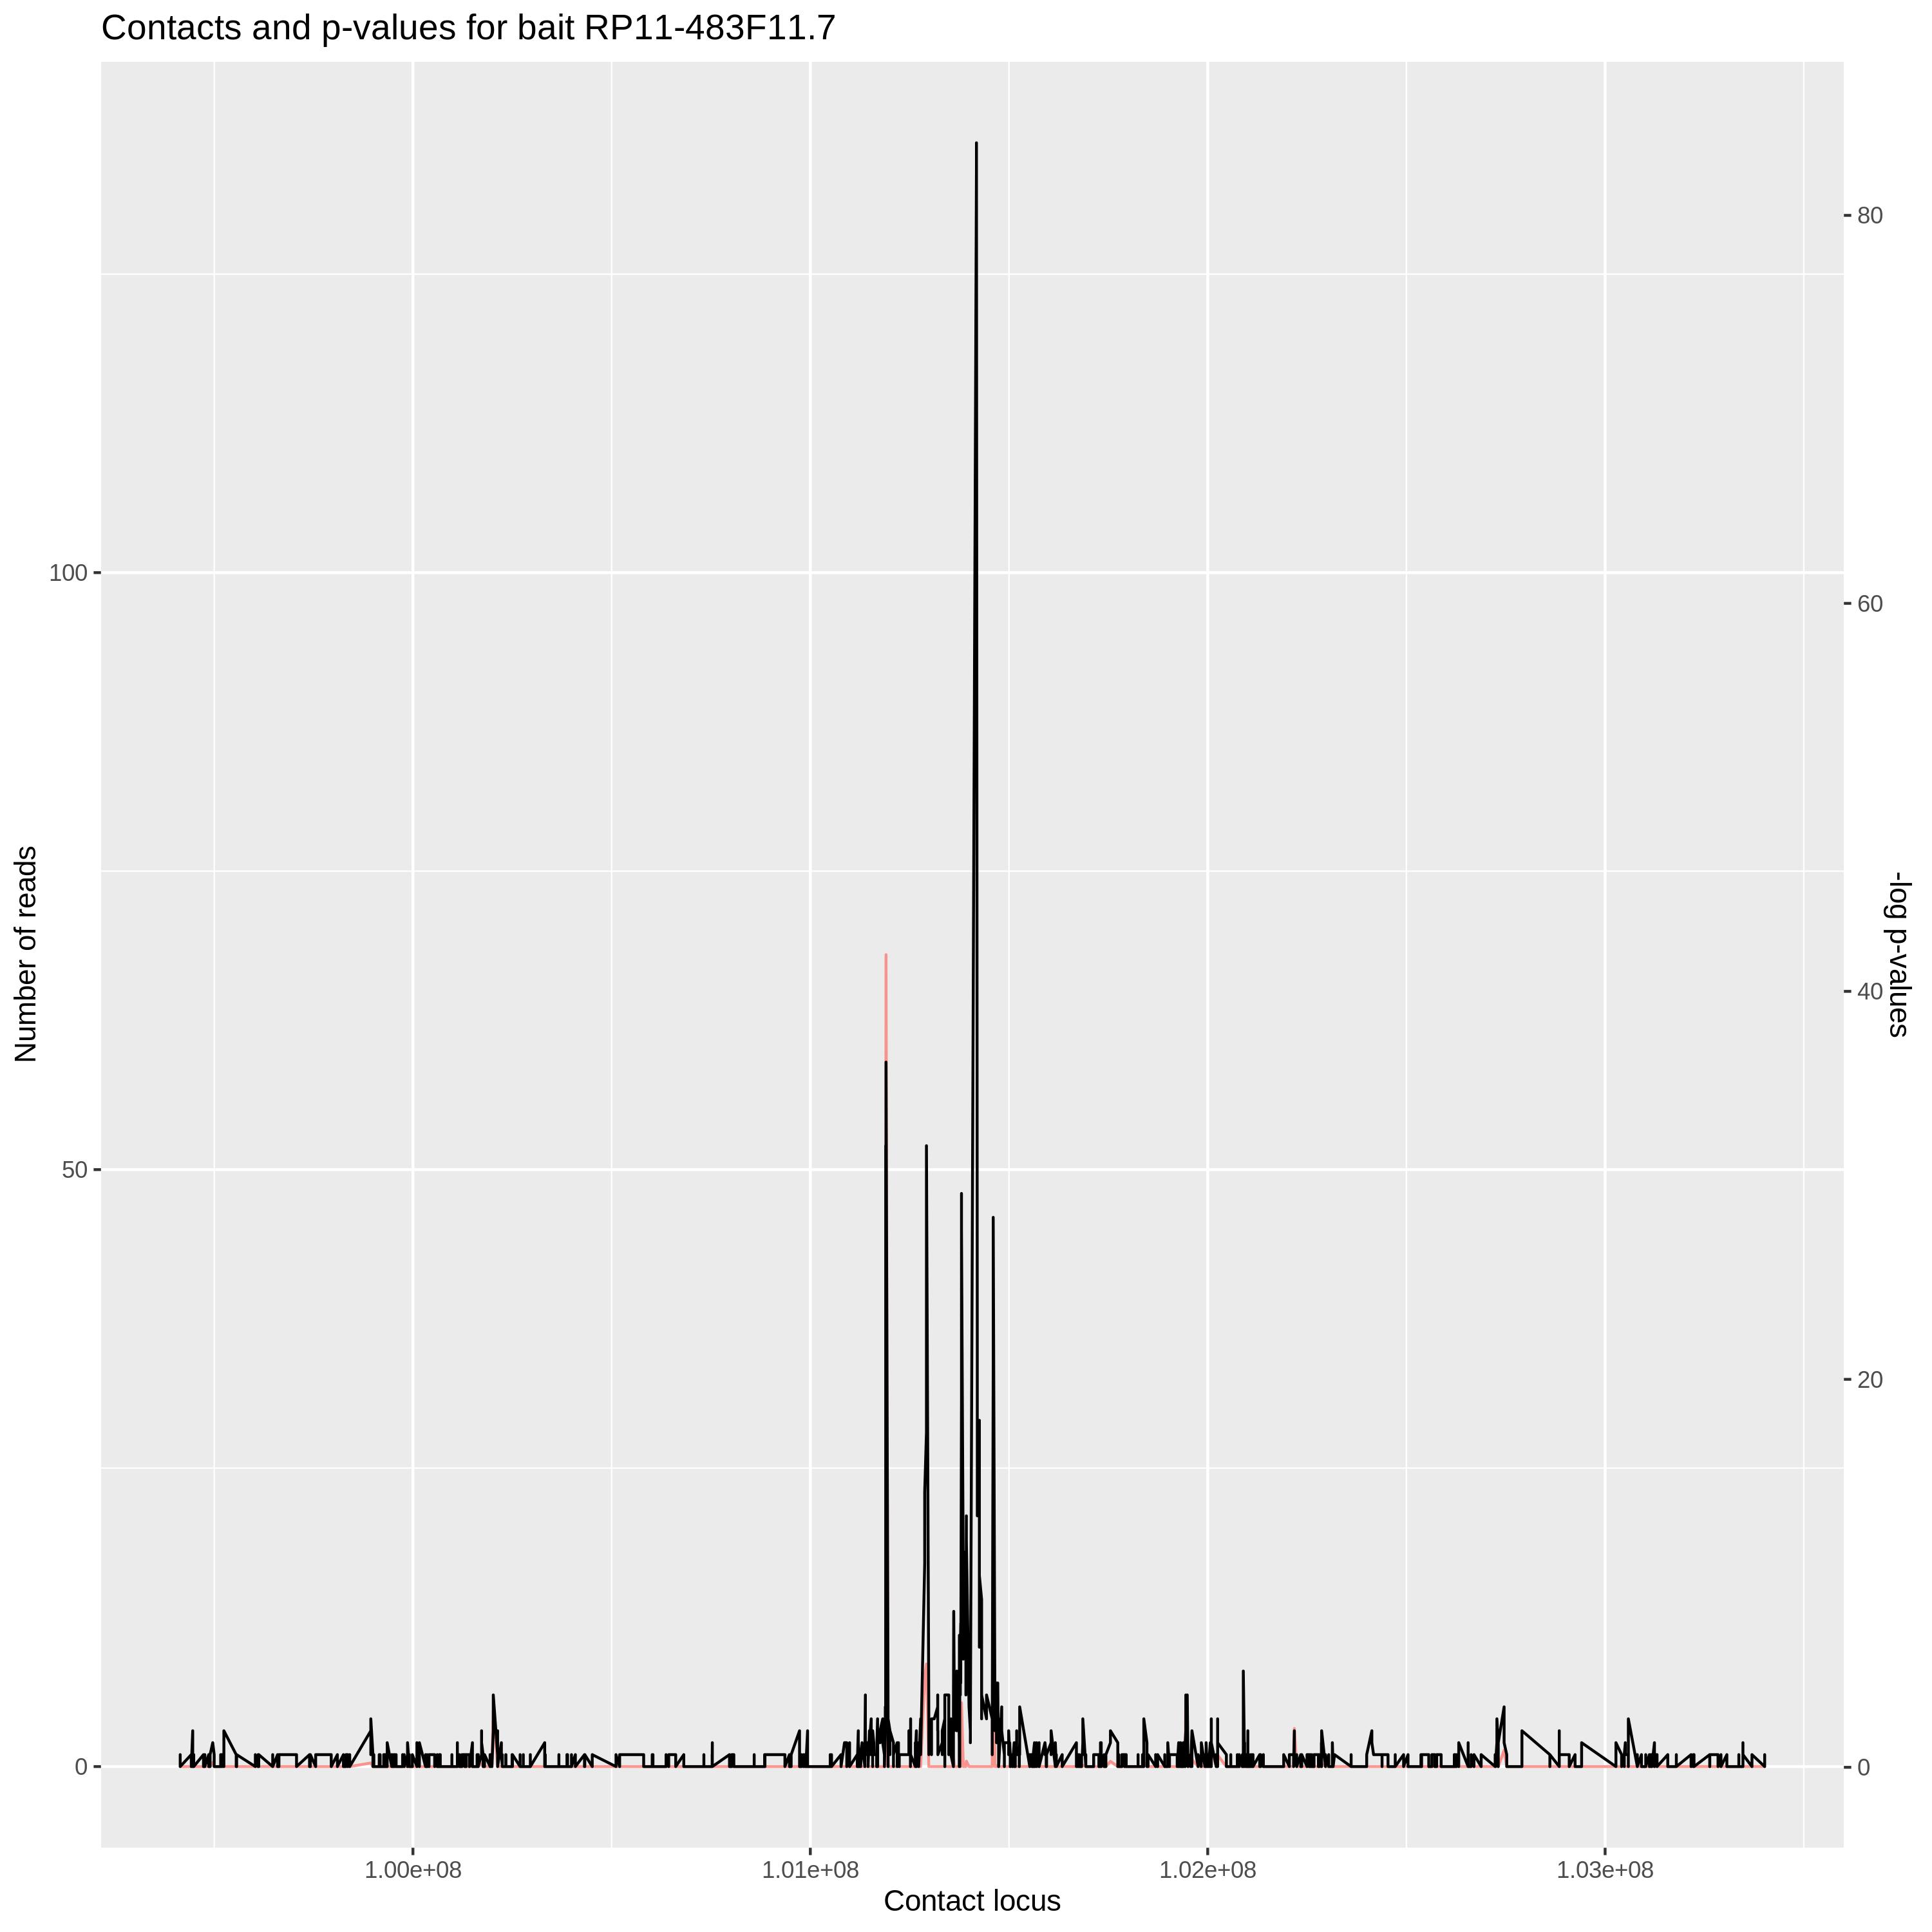 Contacts and p-values for bait RP11-483F11.7
Number of reads
100
50
0
80
60
40
20
0
-log p-values
1.00e+08
1.01e+08
1.02e+08
1.03e+08
Contact locus